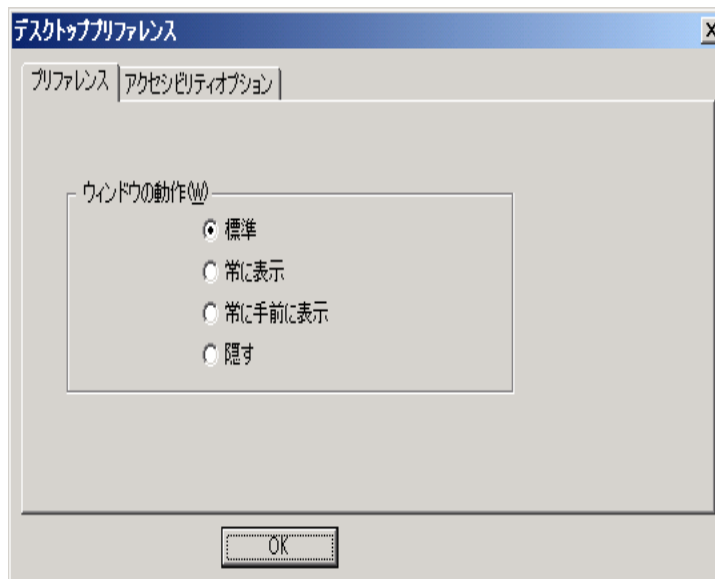 デスクトッププリファレンス
プリファレンス アクセシビリティオプション
ウィンドウの動作(W)
標準
常に表示
常に手前に表示
隠す
OK